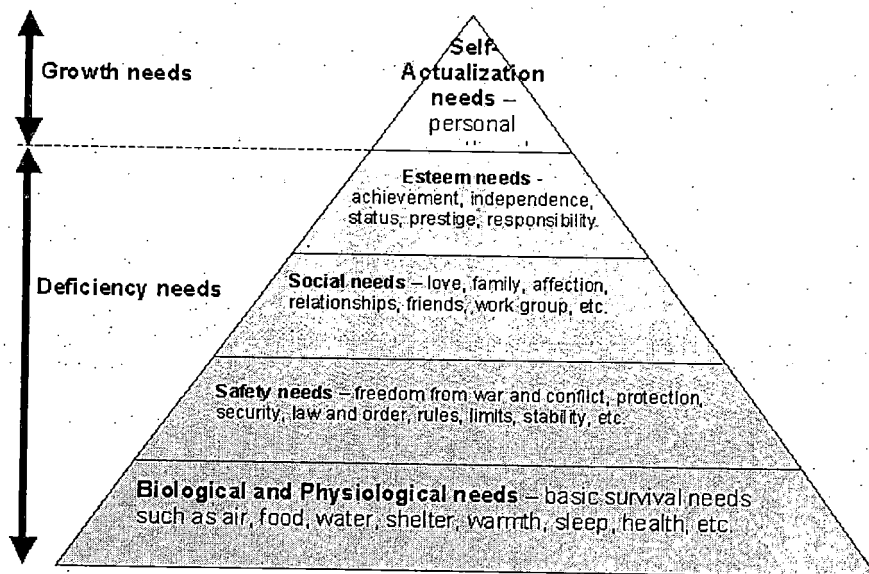 Growth needs
Self-
Actualization
needs –
personal
Esteem needs -
achievement, independence,
status, prestige, responsibility.
Deficiency needs
Social needs – love, family, affection,
relationships, friends, work group, etc.
Safety needs – freedom from war and conflict, protection,
security, law and order, rules, limits, stability, etc.
Biological and Physiological needs – basic survival needs
such as air, food, water, shelter, warmth, sleep, health, etc.